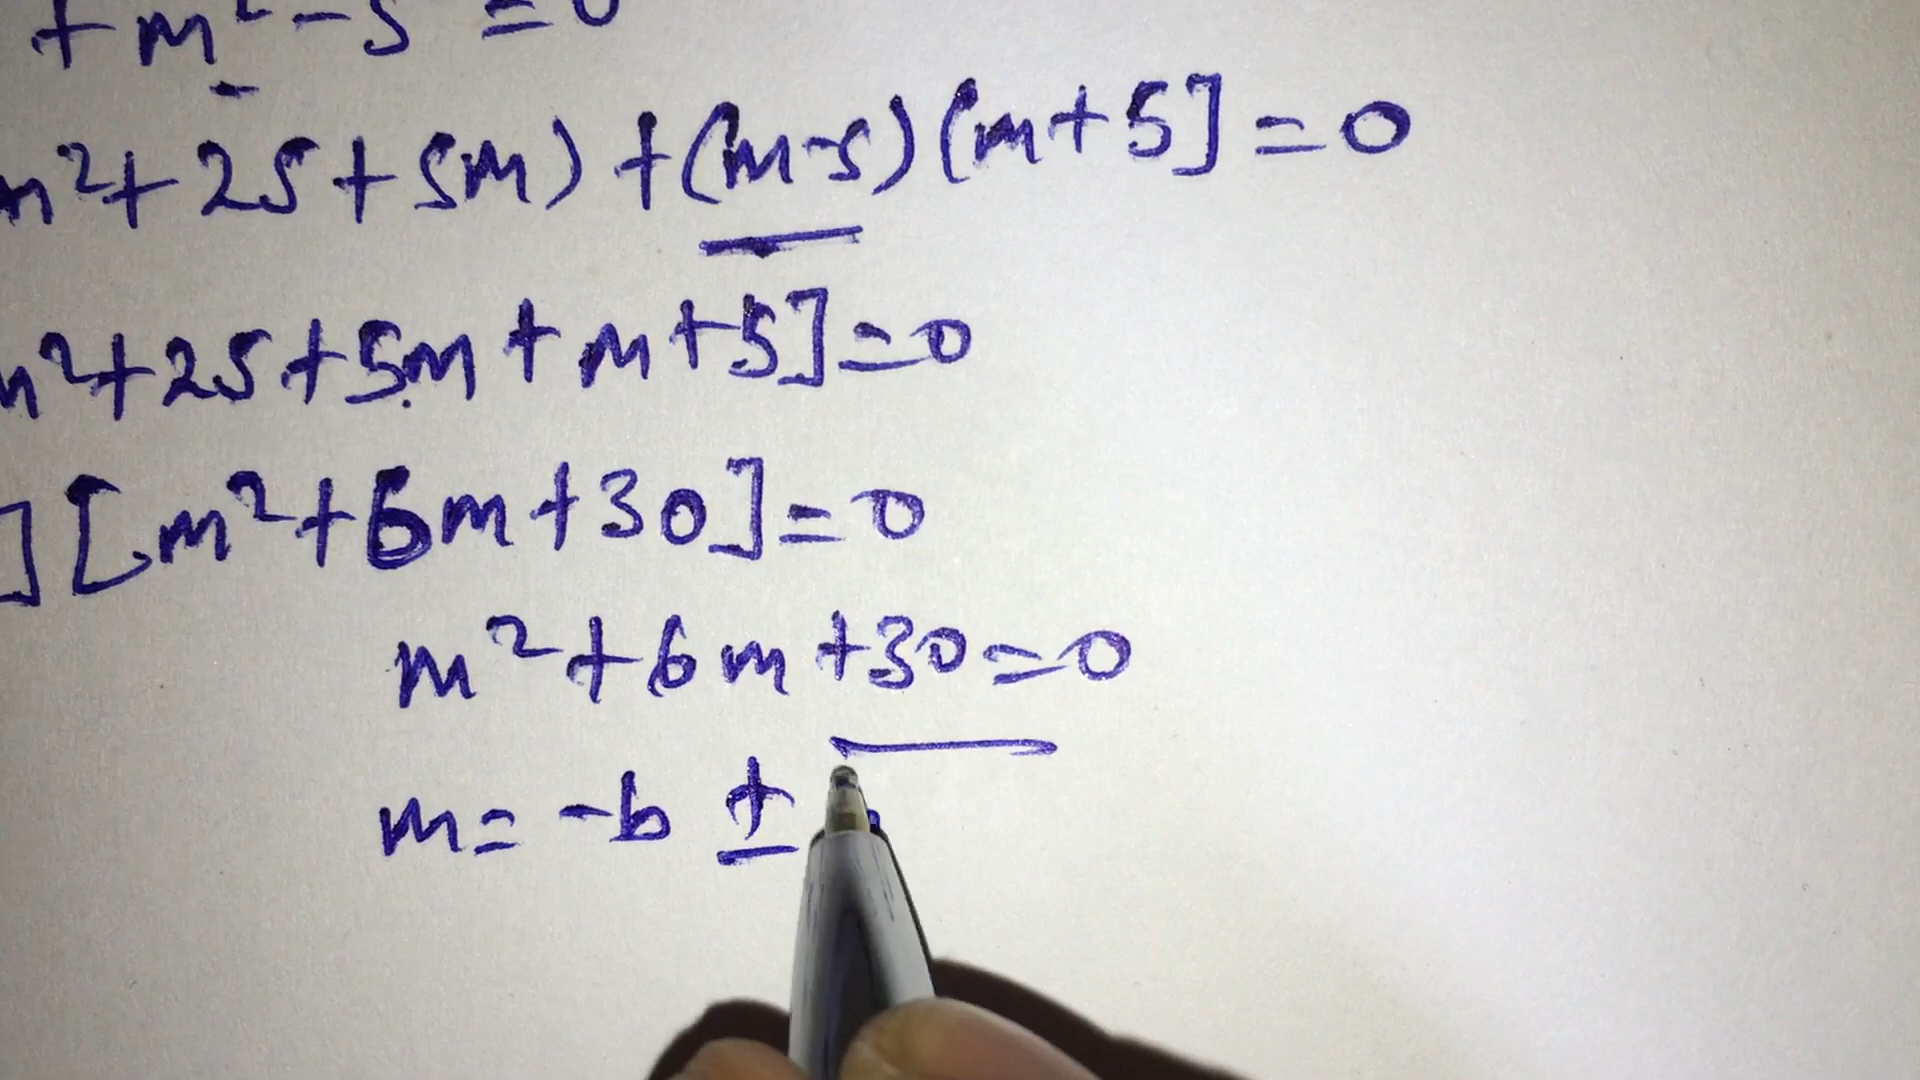 +m²-5 =0
m²+25+5m)+(m-5)(m+5]=0
m²+25+5m+m+5]=0
][m²+6m+30]=0
m²+6m+30=0
m= -b ±